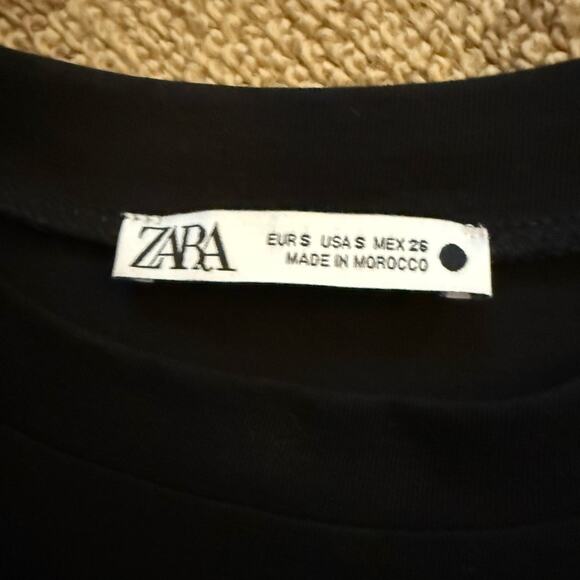 ZARA
EUR S USA S MEX 26
MADE IN MOROCCO